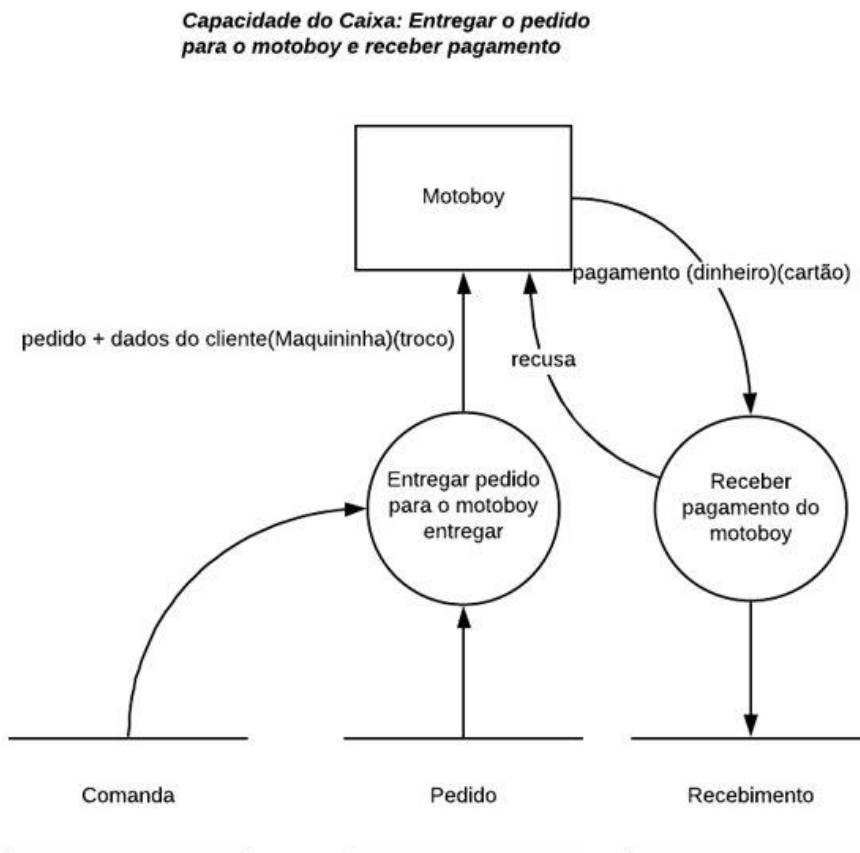 Capacidade do Caixa: Entregar o pedido
para o motoboy e receber pagamento
Motoboy
pagamento (dinheiro)(cartão)
pedido + dados do cliente(Maquininha)(troco)
recusa
Entregar pedido
para o motoboy
entregar
Receber
pagamento do
motoboy
Comanda
Pedido
Recebimento